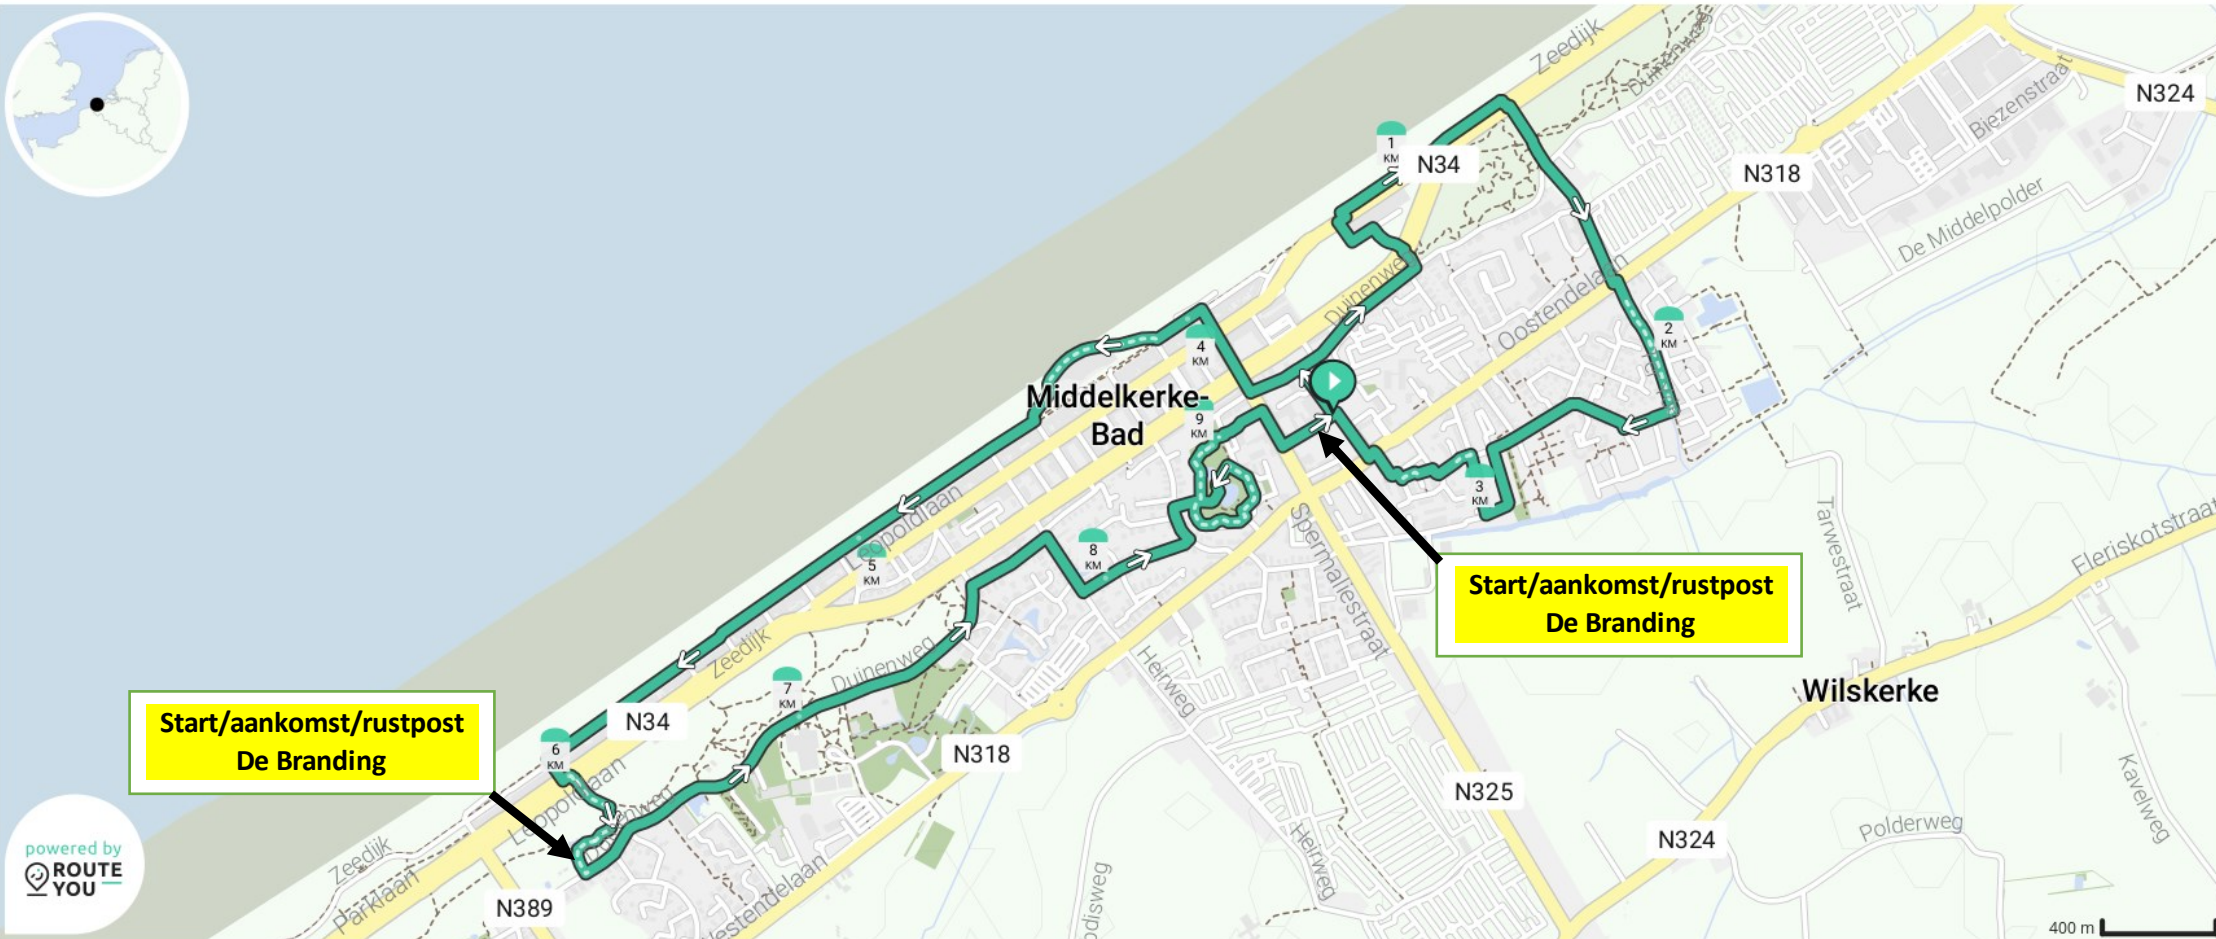 Zeedijk
Duinenweg
N324
Biezenstraat
1
KM
N34
N318
De Middelpolder
Duinenweg
Oostendelaan
2
KM
4
KM
Middelkerke-
Bad
9
KM
3
KM
Leopoldlaan
5
KM
8
KM
Spermaliestraat
Tarwestraat
Fleriskotstraat
Start/aankomst/rustpost
De Branding
Zeedijk
Duinenweg
7
KM
Heirweg
Wilskerke
Start/aankomst/rustpost
De Branding
N34
6
KM
N318
N325
Kavelweg
Leopoldlaan
Duinenweg
Heirweg
N324
Polderweg
powered by
ROUTE
YOU
Zeedijk
Parklaan
N389
Westendelaan
400 m